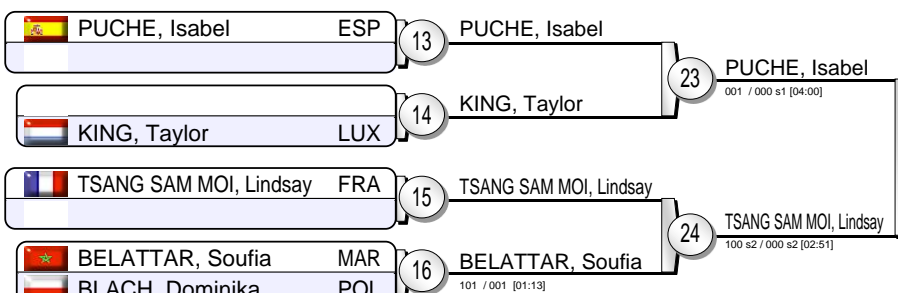 PUCHE, Isabel ESP
13
PUCHE, Isabel
23
PUCHE, Isabel
001 / 000 s1 [04:00]
14
KING, Taylor
KING, Taylor LUX
TSANG SAM MOI, Lindsay FRA
15
TSANG SAM MOI, Lindsay
24
TSANG SAM MOI, Lindsay
100 s2 / 000 s2 [02:51]
BELATTAR, Soufia MAR
16
BELATTAR, Soufia
101 / 001 [01:13]
BLACH, Dominika POL